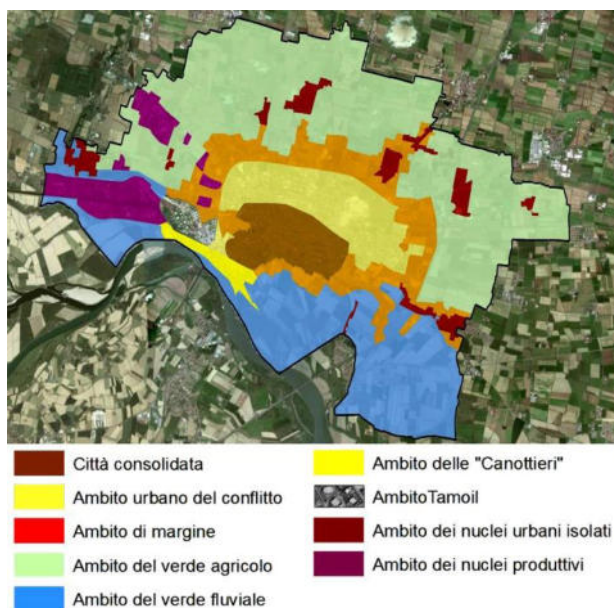 Città consolidata
Ambito urbano del conflitto
Ambito di margine
Ambito del verde agricolo
Ambito del verde fluviale
Ambito delle "Canottieri"
AmbitoTamoil
Ambito dei nuclei urbani isolati
Ambito dei nuclei produttivi